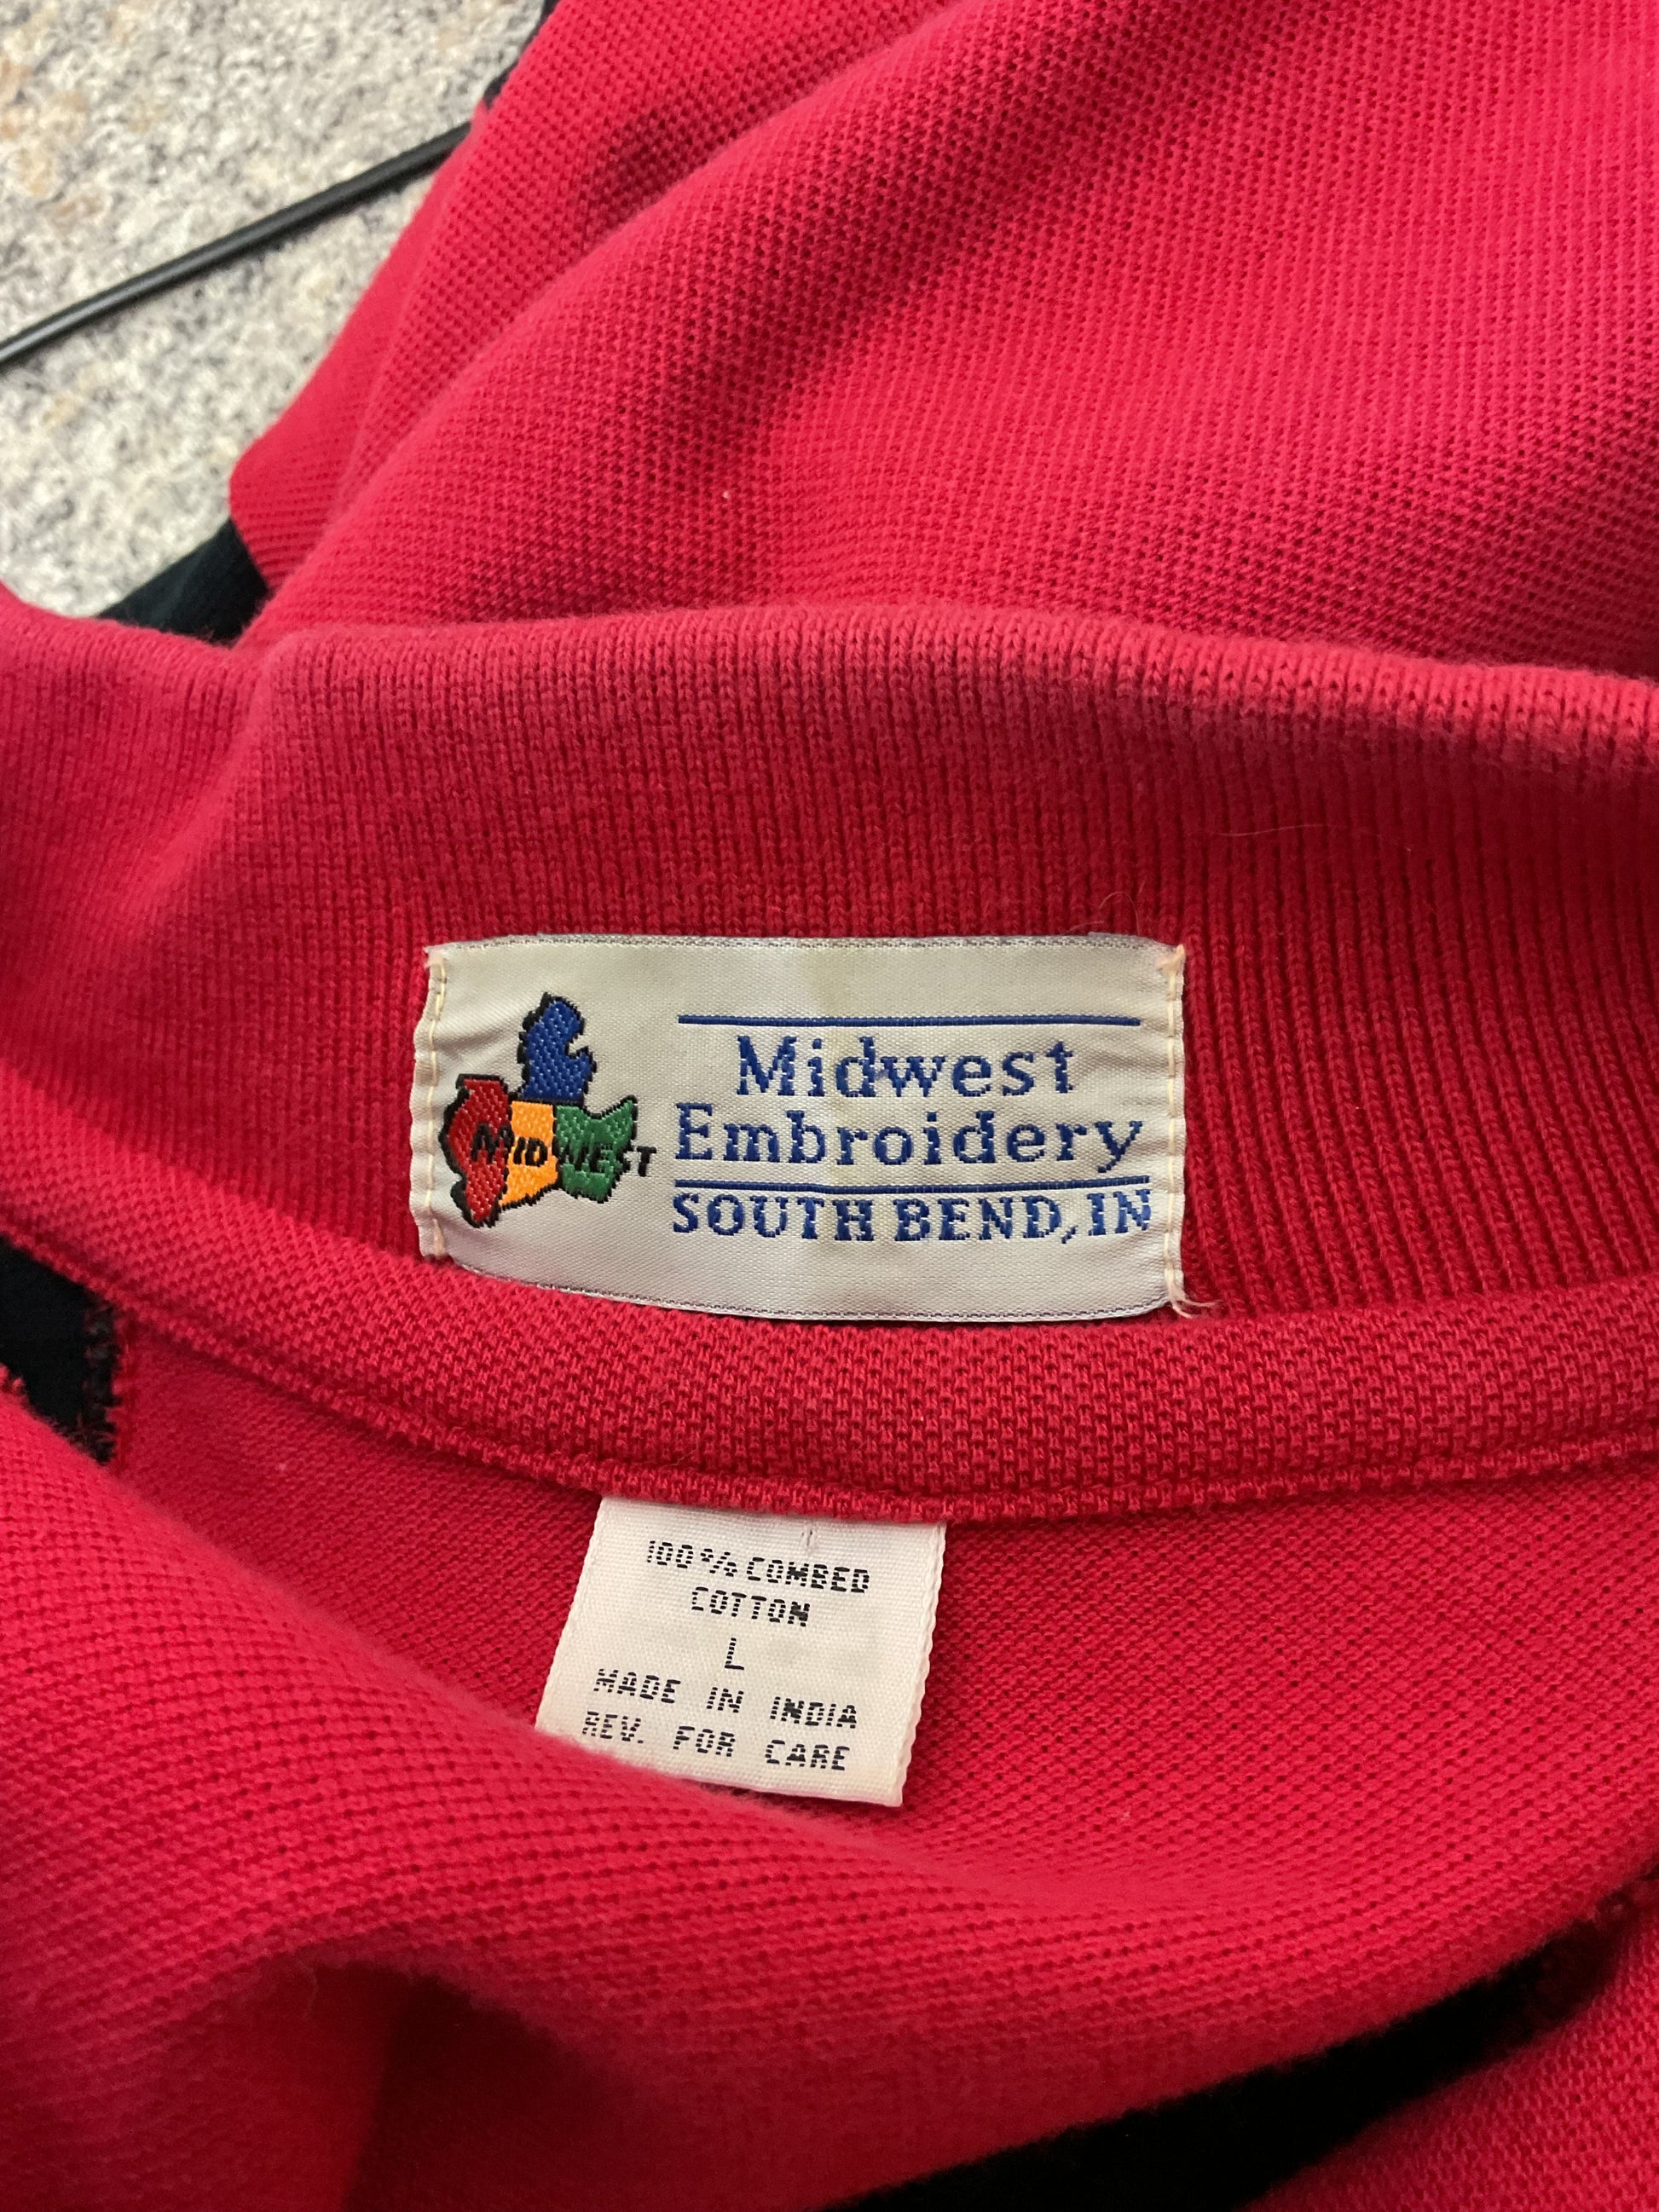 MIDWEST
Midwest
Embroidery
SOUTH BEND, IN
100% COMBED
COTTON
L
MADE IN INDIA
REV. FOR CARE